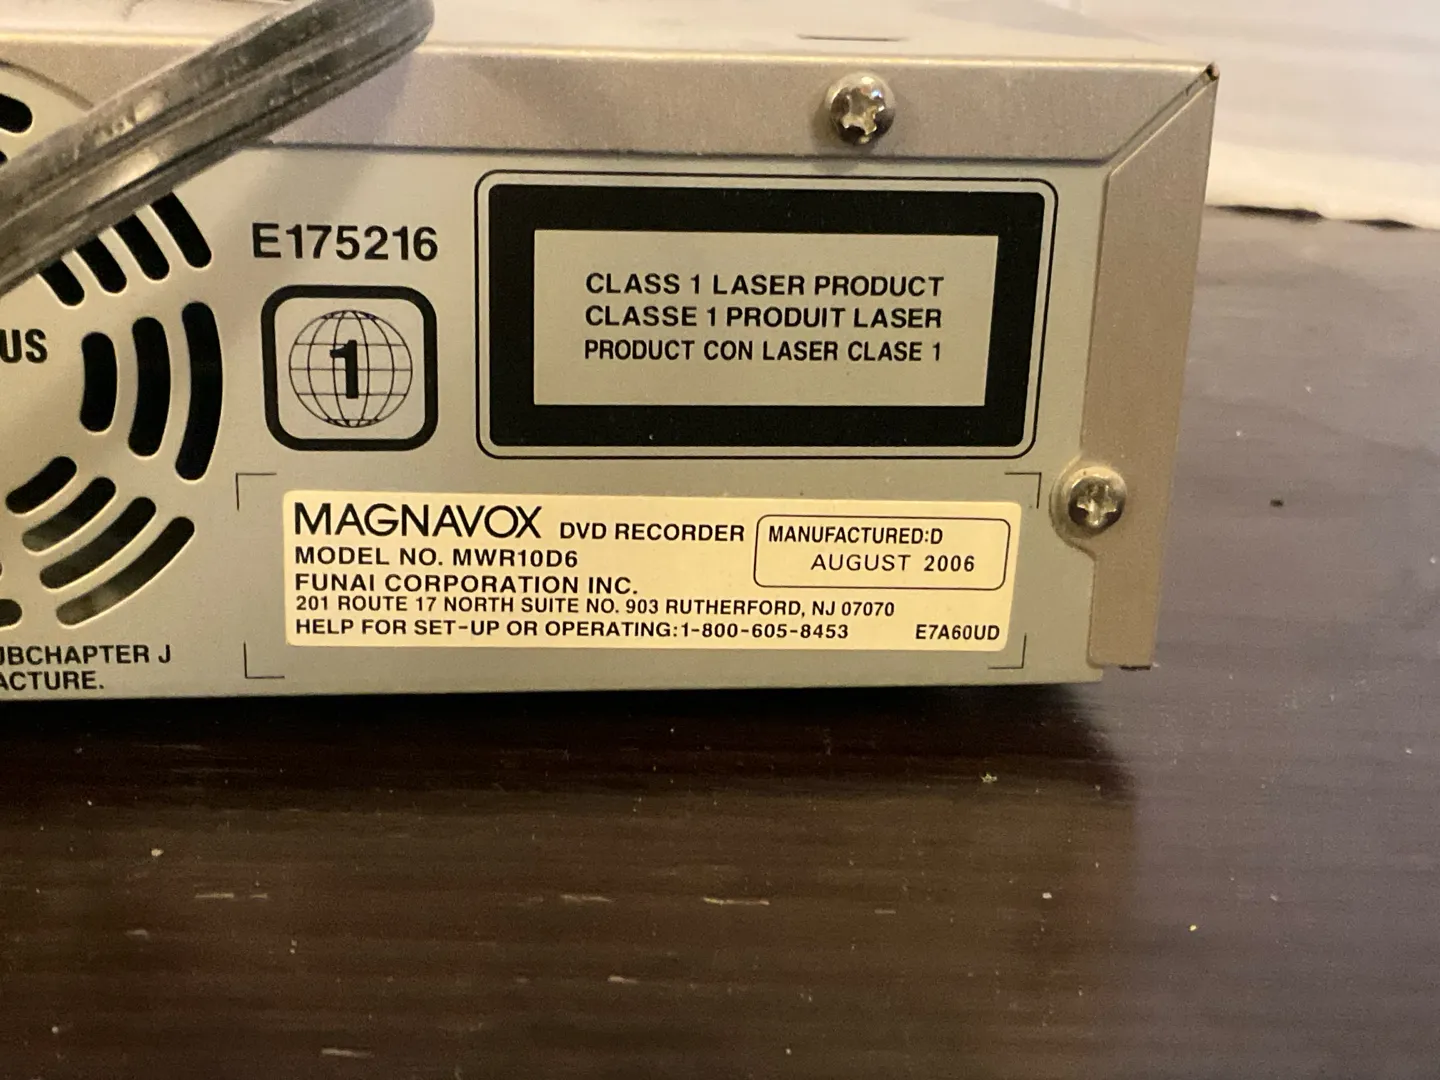 E175216
US
1
CLASS 1 LASER PRODUCT
CLASSE 1 PRODUIT LASER
PRODUCT CON LASER CLASE 1
MAGNAVOX DVD RECORDER
MODEL NO. MWR10D6
FUNAI CORPORATION INC.
201 ROUTE 17 NORTH SUITE NO. 903 RUTHERFORD, NJ 07070
HELP FOR SET-UP OR OPERATING:1-800-605-8453
MANUFACTURED:D
AUGUST 2006
E7A60UD
UBCHAPTER J
ACTURE.